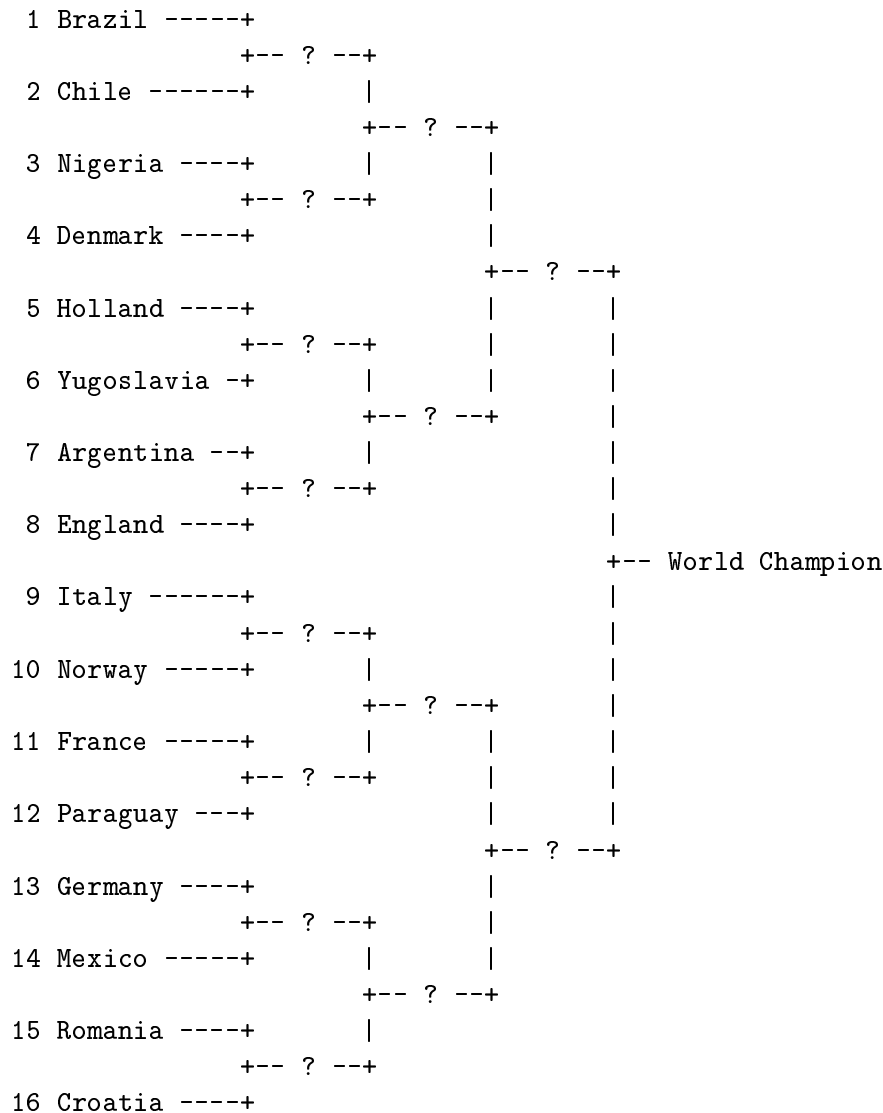 1 Brazil -----+
+-- ? --+
2 Chile ------+ |
+-- ? --+
3 Nigeria ----+ | |
+-- ? --+ |
4 Denmark ----+ |
+-- ? --+
5 Holland ----+ | |
+-- ? --+ | |
6 Yugoslavia -+ | | |
+-- ? --+ |
7 Argentina --+ | |
+-- ? --+ |
8 England ----+ |
+-- World Champion
9 Italy ------+ |
+-- ? --+ |
10 Norway -----+ | |
+-- ? --+ |
11 France -----+ | | |
+-- ? --+ | |
12 Paraguay ---+ | |
+-- ? --+
13 Germany ----+ |
+-- ? --+ |
14 Mexico -----+ | |
+-- ? --+
15 Romania ----+ |
+-- ? --+
16 Croatia ----+